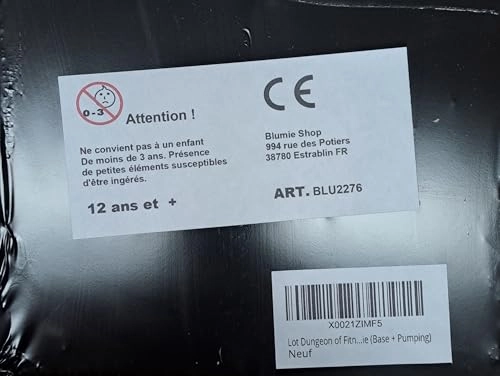 0-3
Attention !
Ne convient pas à un enfant
De moins de 3 ans. Présence
de petites éléments susceptibles
d'être ingérés.
12 ans et +
CE
Blumie Shop
994 rue des Potiers
38780 Estrablin FR
ART. BLU2276
X0021ZIMF5
Lot Dungeon of Fitn...ie (Base + Pumping)
Neuf